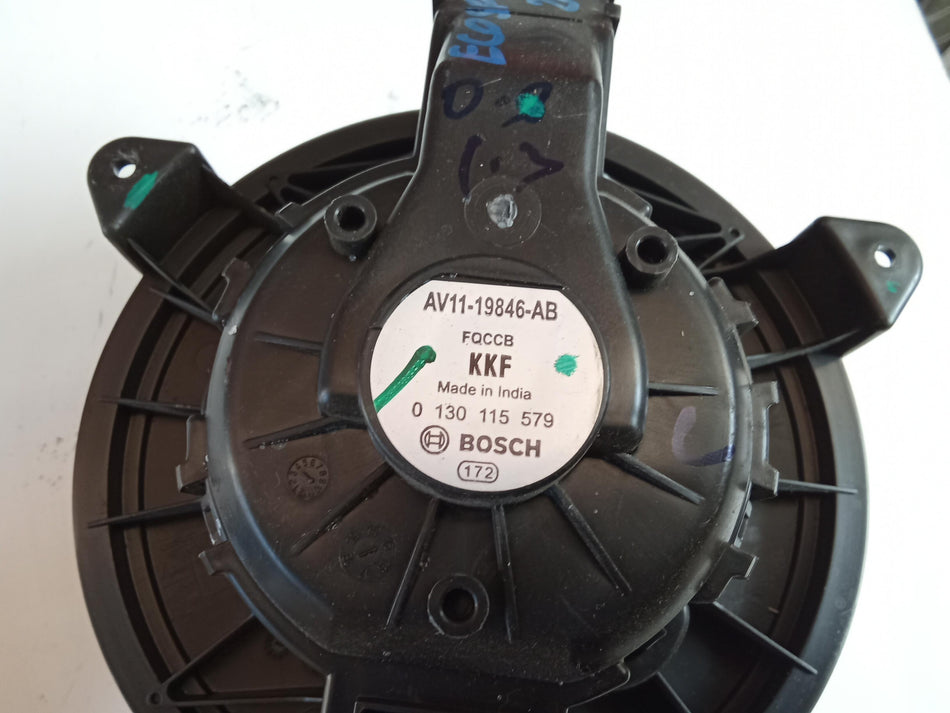 AV11-19846-AB
FQCCB
KKF
Made in India
0 130 115 579
BOSCH
172